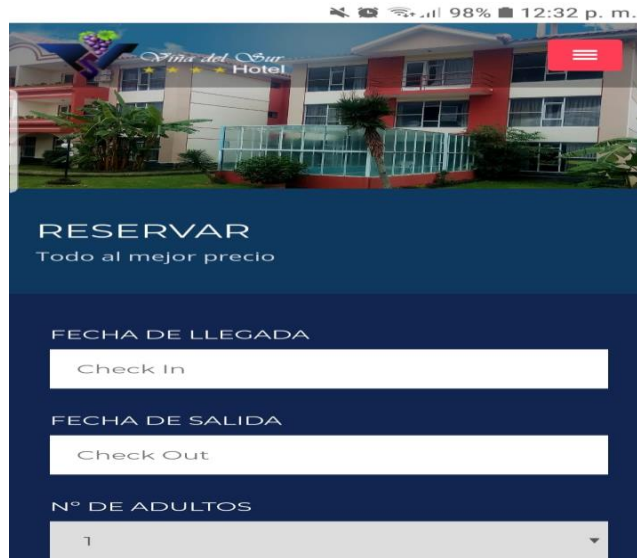 98% 12:32 p. m.
Viña del Sur
Hotel
RESERVAR
Todo al mejor precio
FECHA DE LLEGADA
Check In
FECHA DE SALIDA
Check Out
Nº DE ADULTOS
1